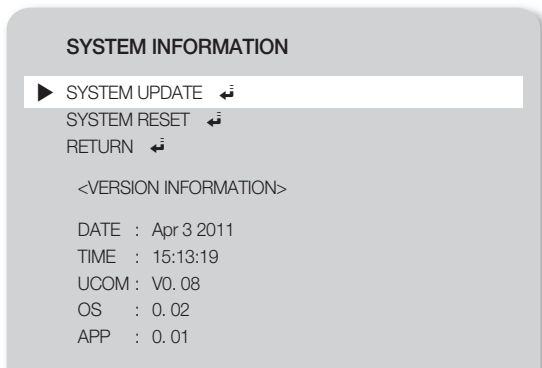 SYSTEM INFORMATION
SYSTEM UPDATE
SYSTEM RESET
RETURN
<VERSION INFORMATION>
DATE : Apr 3 2011
TIME : 15:13:19
UCOM : V0. 08
OS : 0. 02
APP : 0. 01